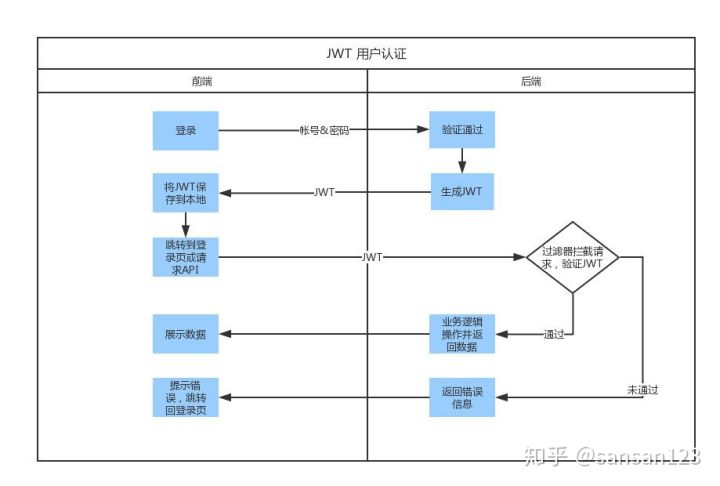 JWT 用户认证
前端
后端
登录
帐号&密码
验证通过
将JWT保
存到本地
JWT
生成JWT
跳转到登
录页或请
求API
JWT
过滤器拦截请
求，验证JWT
展示数据
业务逻辑
操作并返
回数据
通过
未通过
提示错
误，跳转
回登录页
返回错误
信息
知乎 @sansan123